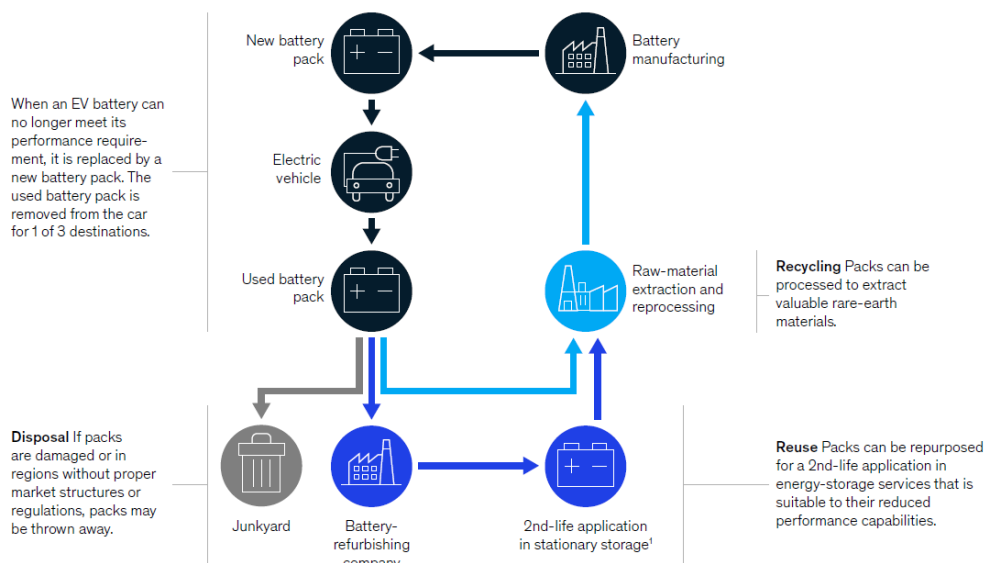 New battery
pack
Battery
manufacturing
When an EV battery can
no longer meet its
performance require-
ment, it is replaced by a
new battery pack. The
used battery pack is
removed from the car
for 1 of 3 destinations.
Electric
vehicle
Used battery
pack
Raw-material
extraction and
reprocessing
Recycling Packs can be
processed to extract
valuable rare-earth
materials.
Disposal If packs
are damaged or in
regions without proper
market structures or
regulations, packs may
be thrown away.
Junkyard
Battery-
refurbishing
company
2nd-life application
in stationary storage¹
Reuse Packs can be repurposed
for a 2nd-life application in
energy-storage services that is
suitable to their reduced
performance capabilities.